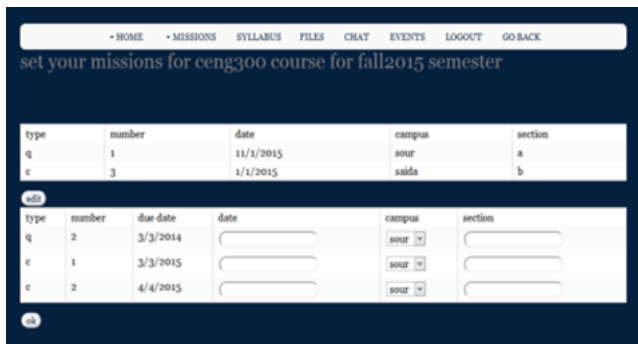 • HOME • MISSIONS SYLLABUS FILES CHAT EVENTS LOGOUT GO BACK
set your missions for ceng300 course for fall2015 semester
type number date campus section
q 1 11/1/2015 sour a
c 3 1/1/2015 saida b
edit
type number due date date campus section
q 2 3/3/2014 sour
c 1 3/3/2015 sour
c 2 4/4/2015 sour
ok